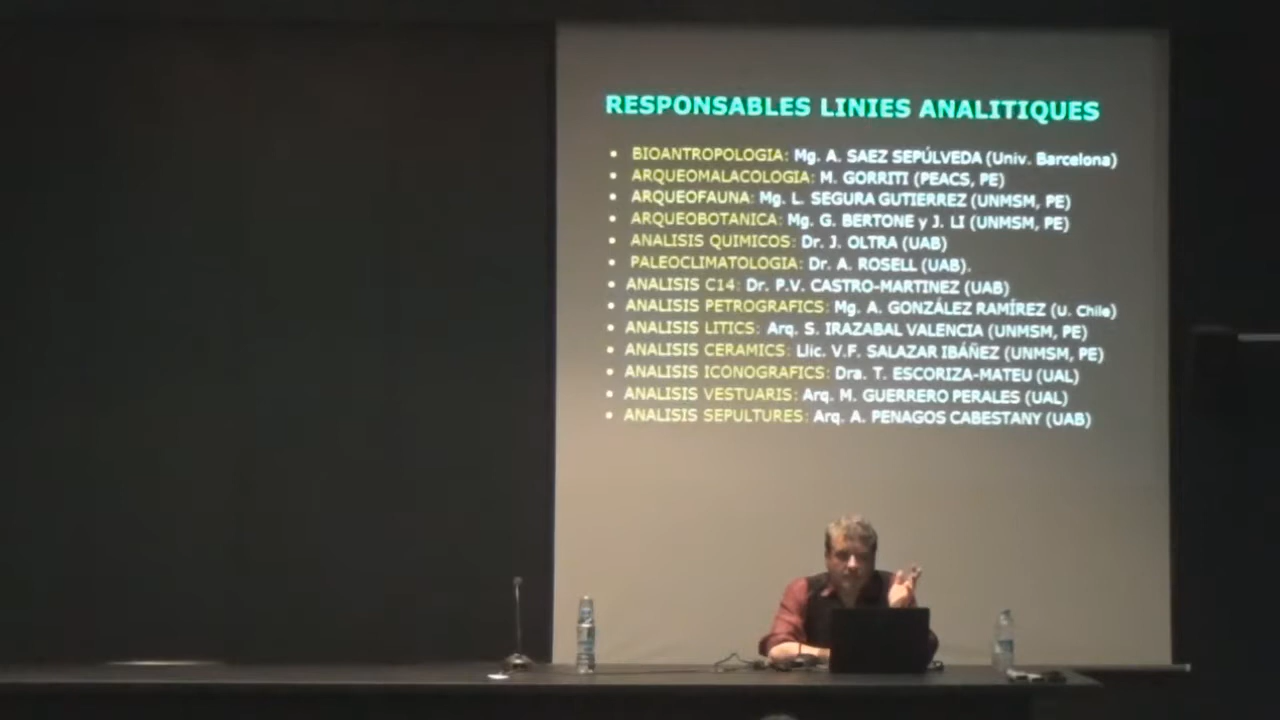 RESPONSABLES LINIES ANALITIQUES
• BIOANTROPOLOGIA: Mg. A. SAEZ SEPÚLVEDA (Univ. Barcelona)
• ARQUEOMALACOLOGIA: M. GORRITI (PEACS, PE)
• ARQUEOFAUNA: Mg. L. SEGURA GUTIERREZ (UNMSM, PE)
• ARQUEOBOTANICA: Mg. G. BERTONE y J. LI (UNMSM, PE)
• ANALISIS QUIMICOS: Dr. J. OLTRA (UAB)
• PALEOCLIMATOLOGIA: Dr. A. ROSELL (UAB).
• ANALISIS C14: Dr. P.V. CASTRO-MARTINEZ (UAB)
• ANALISIS PETROGRAFICS: Mg. A. GONZÁLEZ RAMÍREZ (U. Chile)
• ANALISIS LITICS: Arq. S. IRAZABAL VALENCIA (UNMSM, PE)
• ANALISIS CERAMICS: Llic. V.F. SALAZAR IBÁÑEZ (UNMSM, PE)
• ANALISIS ICONOGRAFICS: Dra. T. ESCORIZA-MATEU (UAL)
• ANALISIS VESTUARIS: Arq. M. GUERRERO PERALES (UAL)
• ANALISIS SEPULTURES: Arq. A. PENAGOS CABESTANY (UAB)